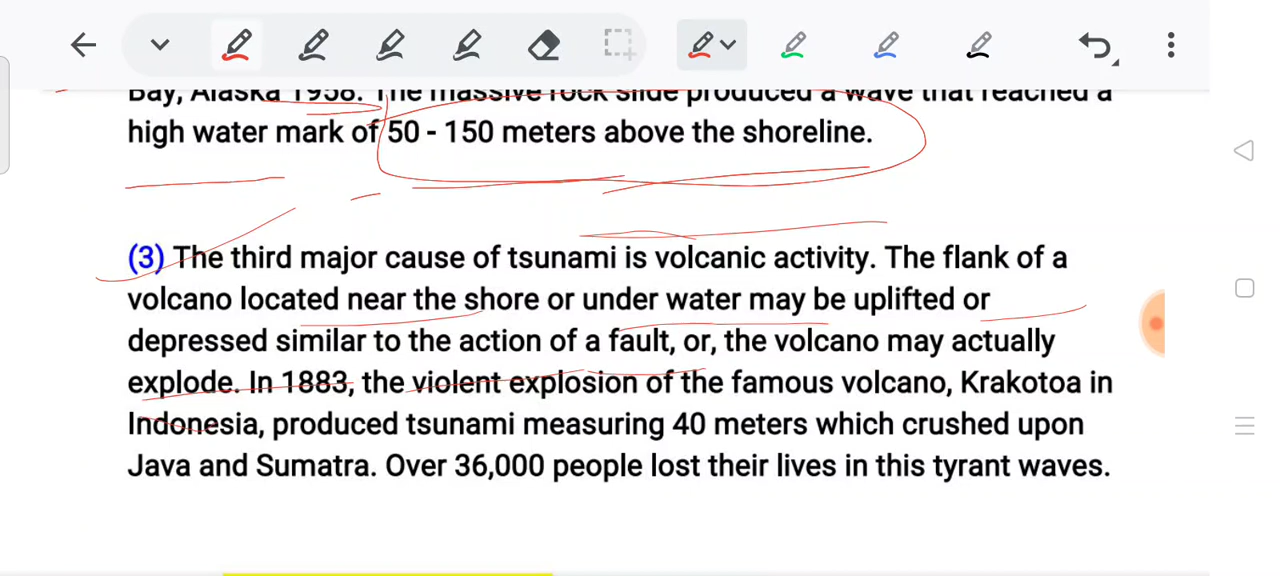 Bay, Alaska 1958. The massive rock slide produced a wave that reached a
high water mark of 50 - 150 meters above the shoreline.
(3) The third major cause of tsunami is volcanic activity. The flank of a
volcano located near the shore or under water may be uplifted or
depressed similar to the action of a fault, or, the volcano may actually
explode. In 1883, the violent explosion of the famous volcano, Krakotoa in
Indonesia, produced tsunami measuring 40 meters which crushed upon
Java and Sumatra. Over 36,000 people lost their lives in this tyrant waves.